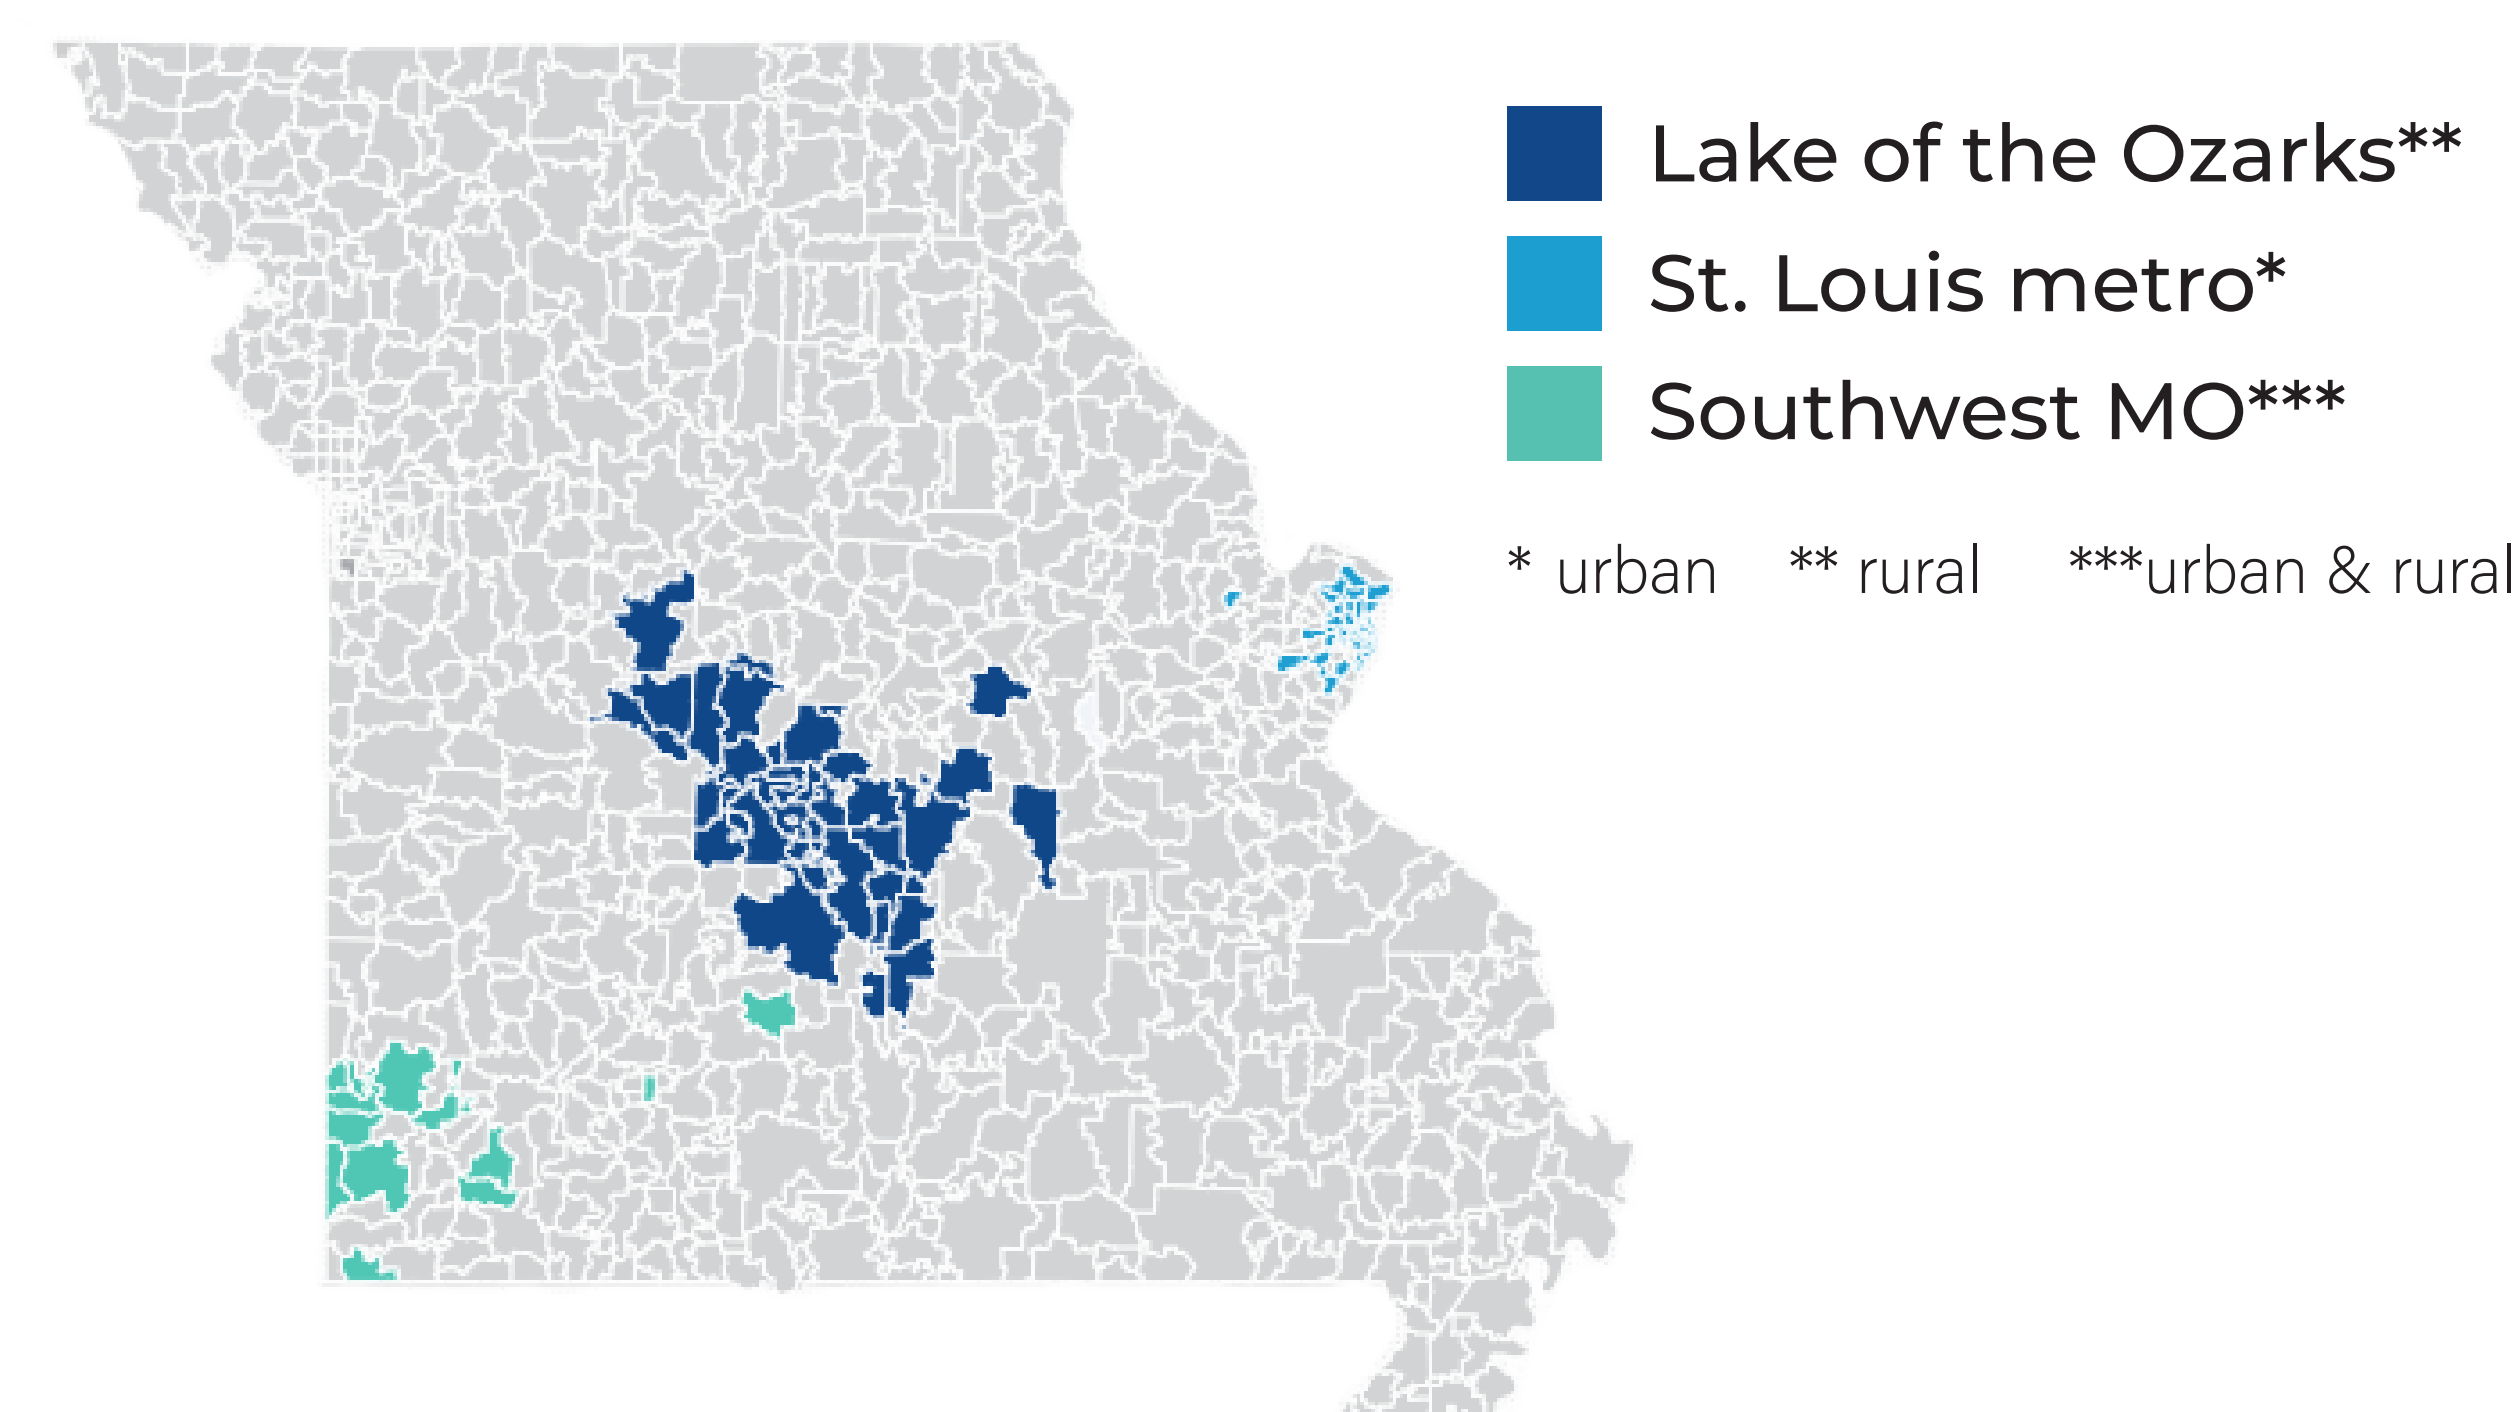 Lake of the Ozarks**
St. Louis metro*
Southwest MO***
* urban ** rural ***urban & rural